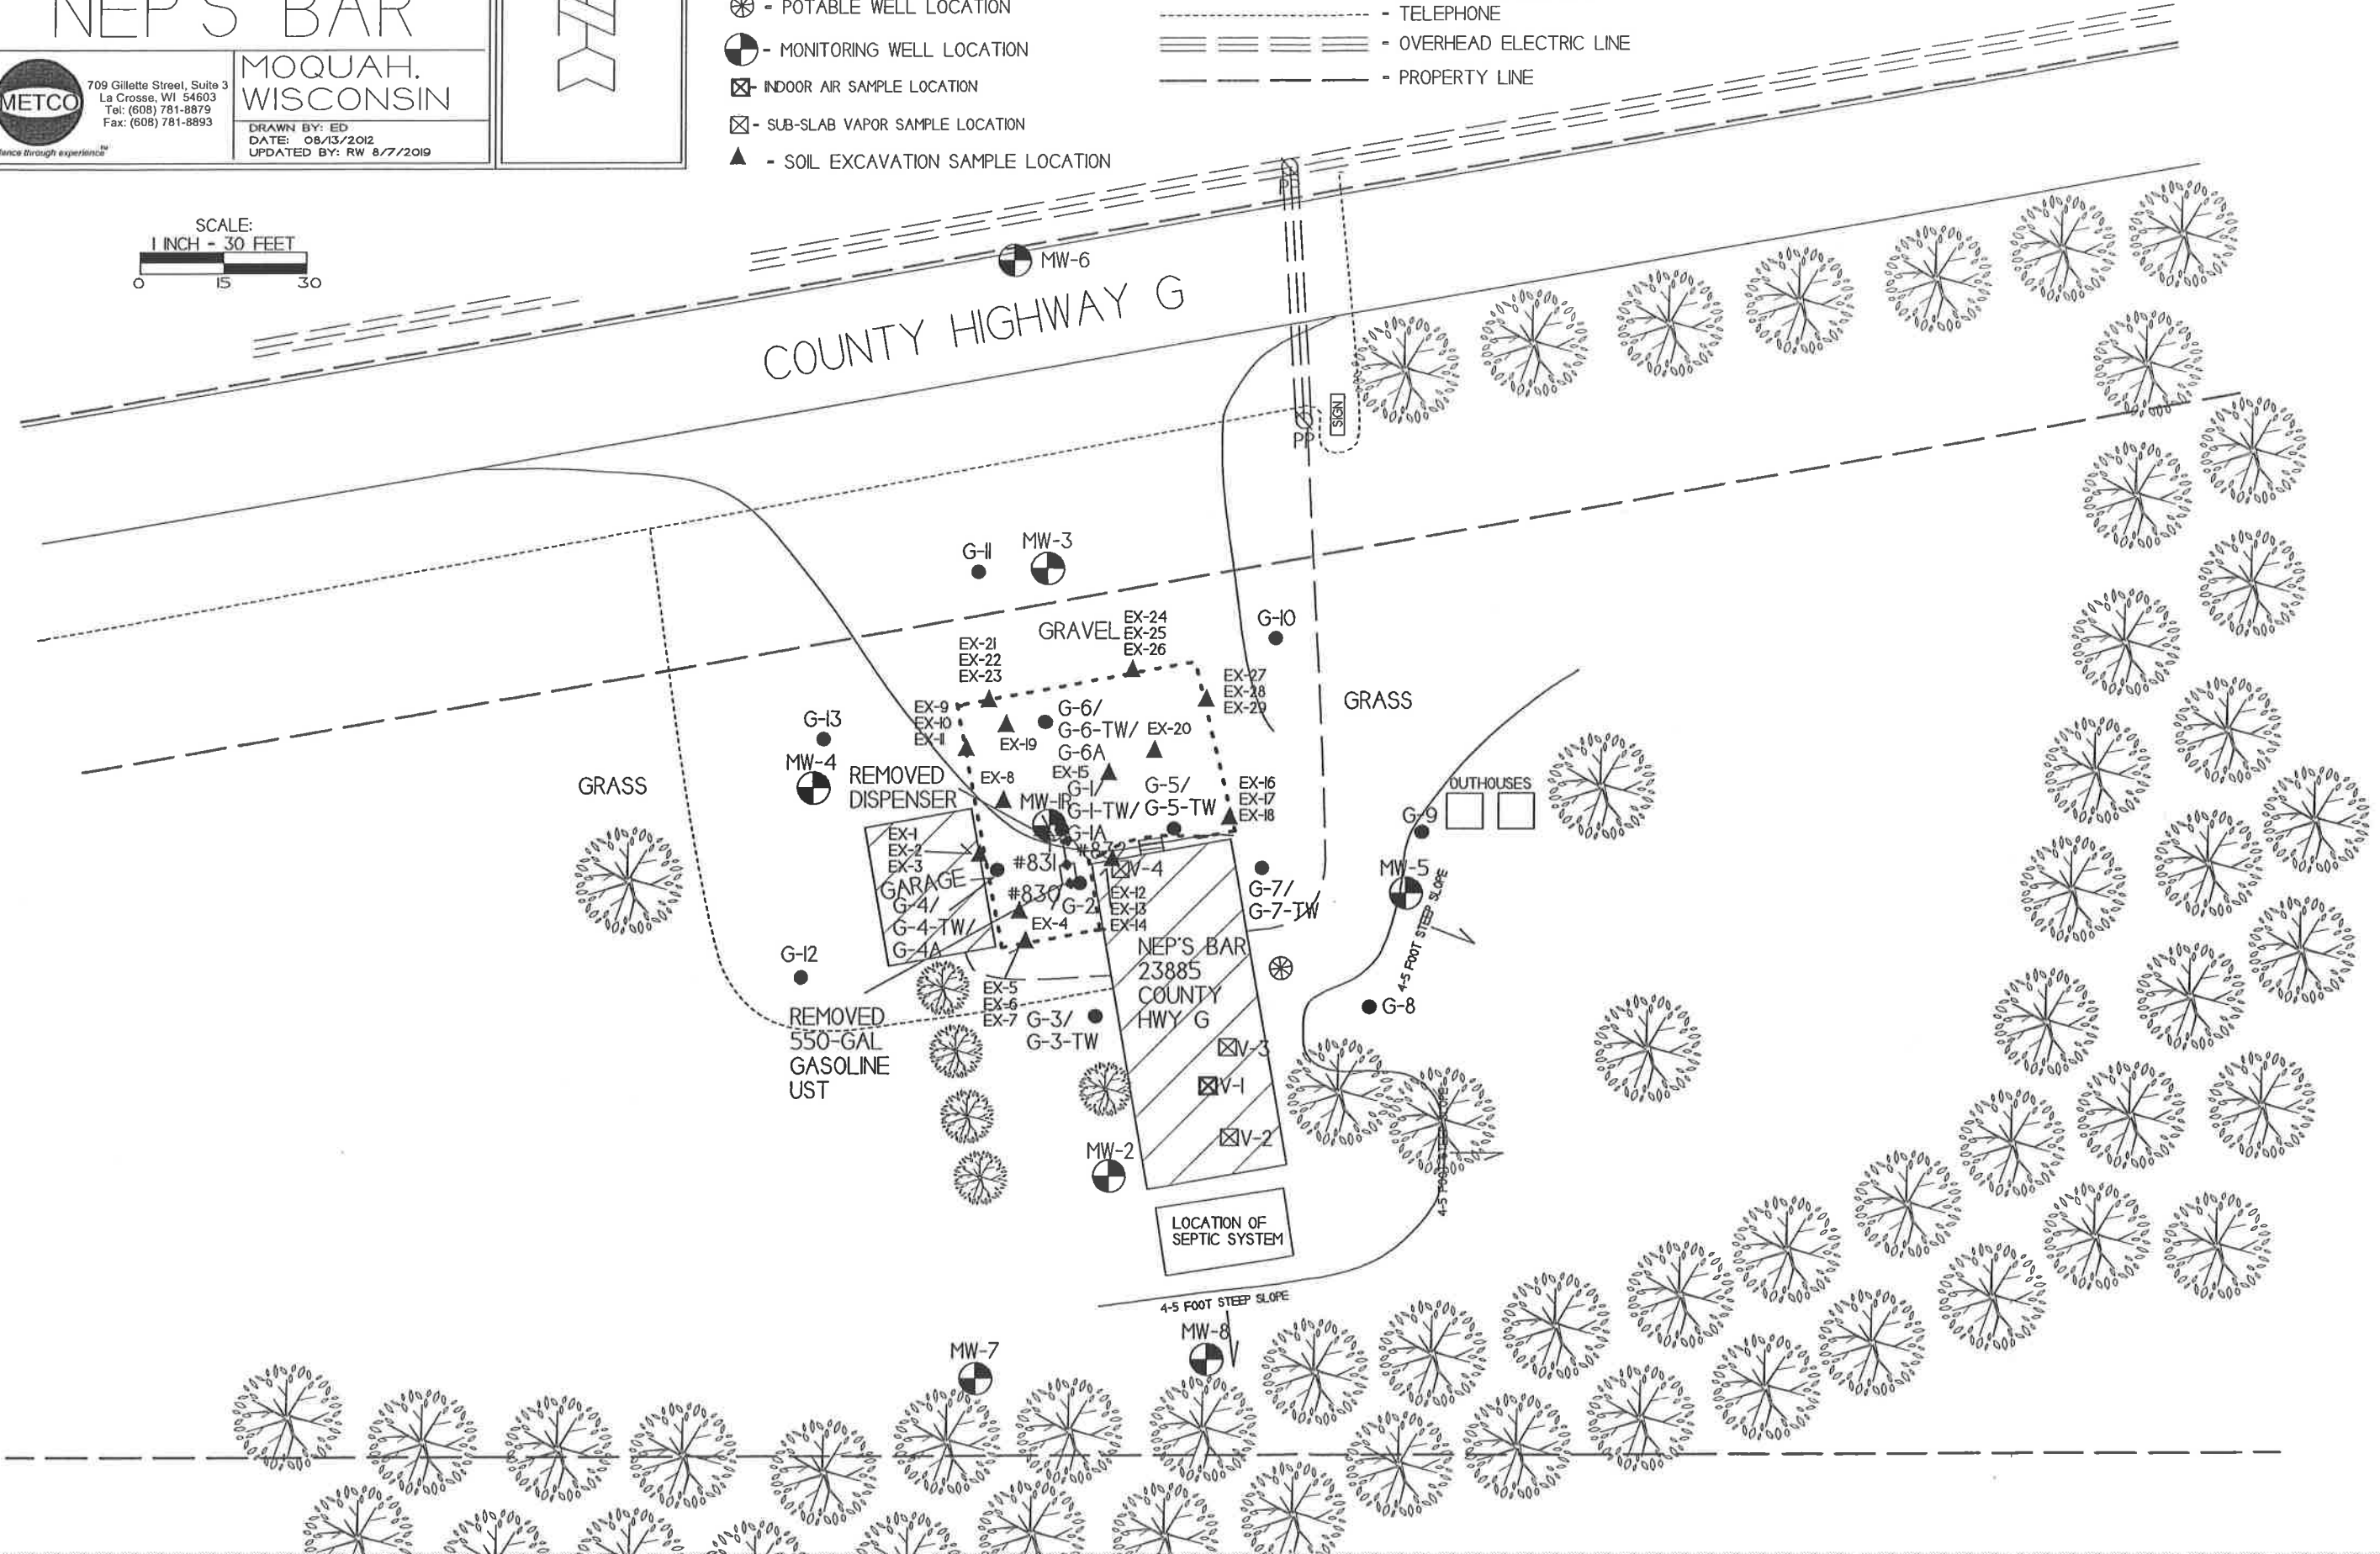 NEP'S BAR
METCO
709 Gillette Street, Suite 3
La Crosse, WI 54603
Tel: (608) 781-8879
Fax: (608) 781-8893
MOQUAH,
WISCONSIN
DRAWN BY: ED
DATE: 08/13/2012
UPDATED BY: RW 8/7/2019
through experience
- POTABLE WELL LOCATION
- MONITORING WELL LOCATION
- INDOOR AIR SAMPLE LOCATION
- SUB-SLAB VAPOR SAMPLE LOCATION
- SOIL EXCAVATION SAMPLE LOCATION
- TELEPHONE
- OVERHEAD ELECTRIC LINE
- PROPERTY LINE
SCALE:
1 INCH - 30 FEET
0 15 30
PP
MW-6
COUNTY HIGHWAY G
SIGN
PP
G-11
MW-3
GRAVEL
EX-24
EX-25
EX-26
G-10
EX-21
EX-22
EX-23
EX-27
EX-28
EX-29
GRASS
EX-9
EX-10
EX-11
G-13
EX-19
G-6/
G-6-TW/
G-6A
EX-20
MW-4
REMOVED
DISPENSER
GRASS
EX-8
EX-15
MW-1R
G-1/
G-1-TW/
G-1A
G-5/
G-5-TW
EX-16
EX-17
EX-18
OUTHOUSES
G-9
EX-1
EX-2
EX-3
GARAGE
#831
#832
#830
V-4
G-2
G-4/
G-4-TW/
G-4A
EX-4
EX-12
EX-13
EX-14
G-7/
G-7-TW
MW-5
4-5 FOOT STEEP SLOPE
NEP'S BAR
23885
COUNTY
HWY G
G-12
EX-5
EX-6
EX-7
G-3/
G-3-TW
G-8
REMOVED
550-GAL
GASOLINE
UST
V-3
V-1
V-2
MW-2
4-5 FOOT STEEP SLOPE
LOCATION OF
SEPTIC SYSTEM
4-5 FOOT STEEP SLOPE
MW-8
MW-7